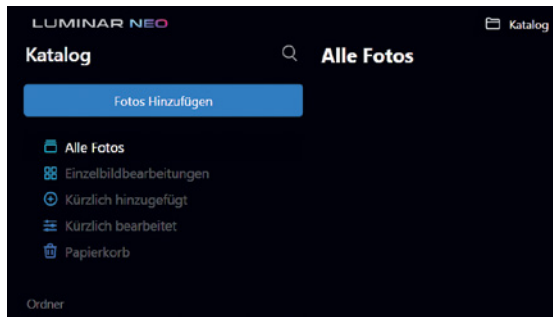 LUMINAR NEO
Katalog
Katalog
Alle Fotos
Fotos Hinzufügen
Alle Fotos
Einzelbildbearbeitungen
Kürzlich hinzugefügt
Kürzlich bearbeitet
Papierkorb
Ordner